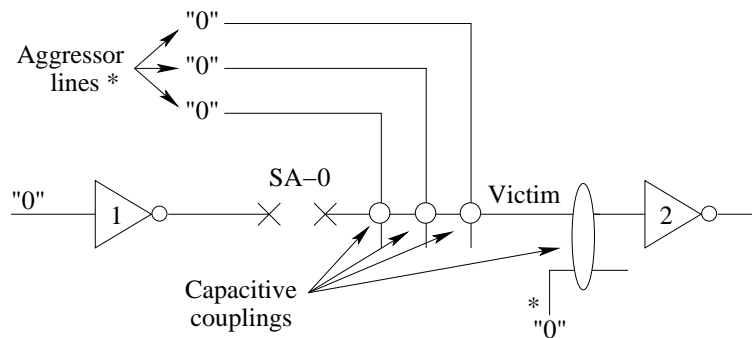 "0"
Aggressor
lines *
"0"
"0"
SA–0
Victim
"0"
1
2
Capacitive
couplings
*
"0"